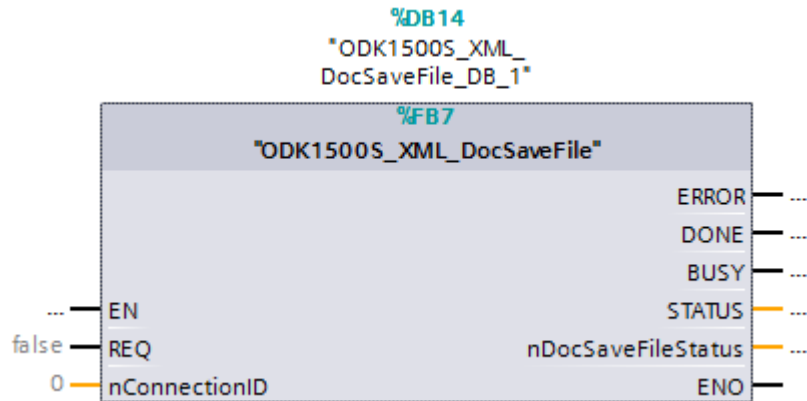 %DB14
"ODK1500S_XML_
DocSaveFile_DB_1"
%FB7
"ODK1500S_XML_DocSaveFile"
ERROR ...
DONE ...
BUSY ...
... EN STATUS ...
false REQ nDocSaveFileStatus ...
0 nConnectionID ENO